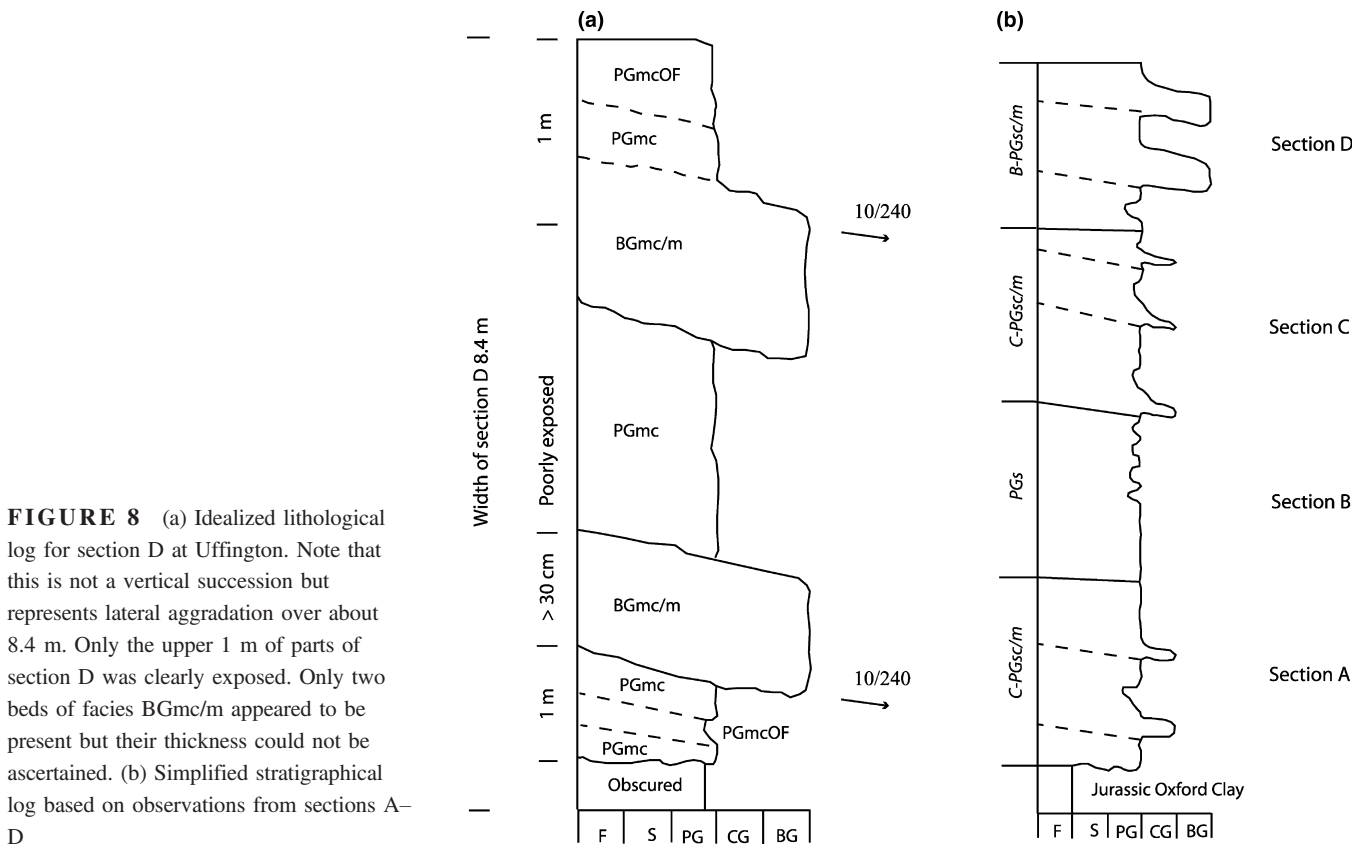 FIGURE 8 (a) Idealized lithological
log for section D at Uffington. Note that
this is not a vertical succession but
represents lateral aggradation over about
8.4 m. Only the upper 1 m of parts of
section D was clearly exposed. Only two
beds of facies BGmc/m appeared to be
present but their thickness could not be
ascertained. (b) Simplified stratigraphical
log based on observations from sections A–
D
(a)
Width of section D 8.4 m
1 m
Poorly exposed
> 30 cm
1 m
PGmcOF
PGmc
BGmc/m
10/240
PGmc
BGmc/m
10/240
PGmc
PGmcOF
PGmc
Obscured
F S PG CG BG
(b)
B-PGsc/m
Section D
C-PGsc/m
Section C
PGs
Section B
C-PGsc/m
Section A
Jurassic Oxford Clay
F S PG CG BG